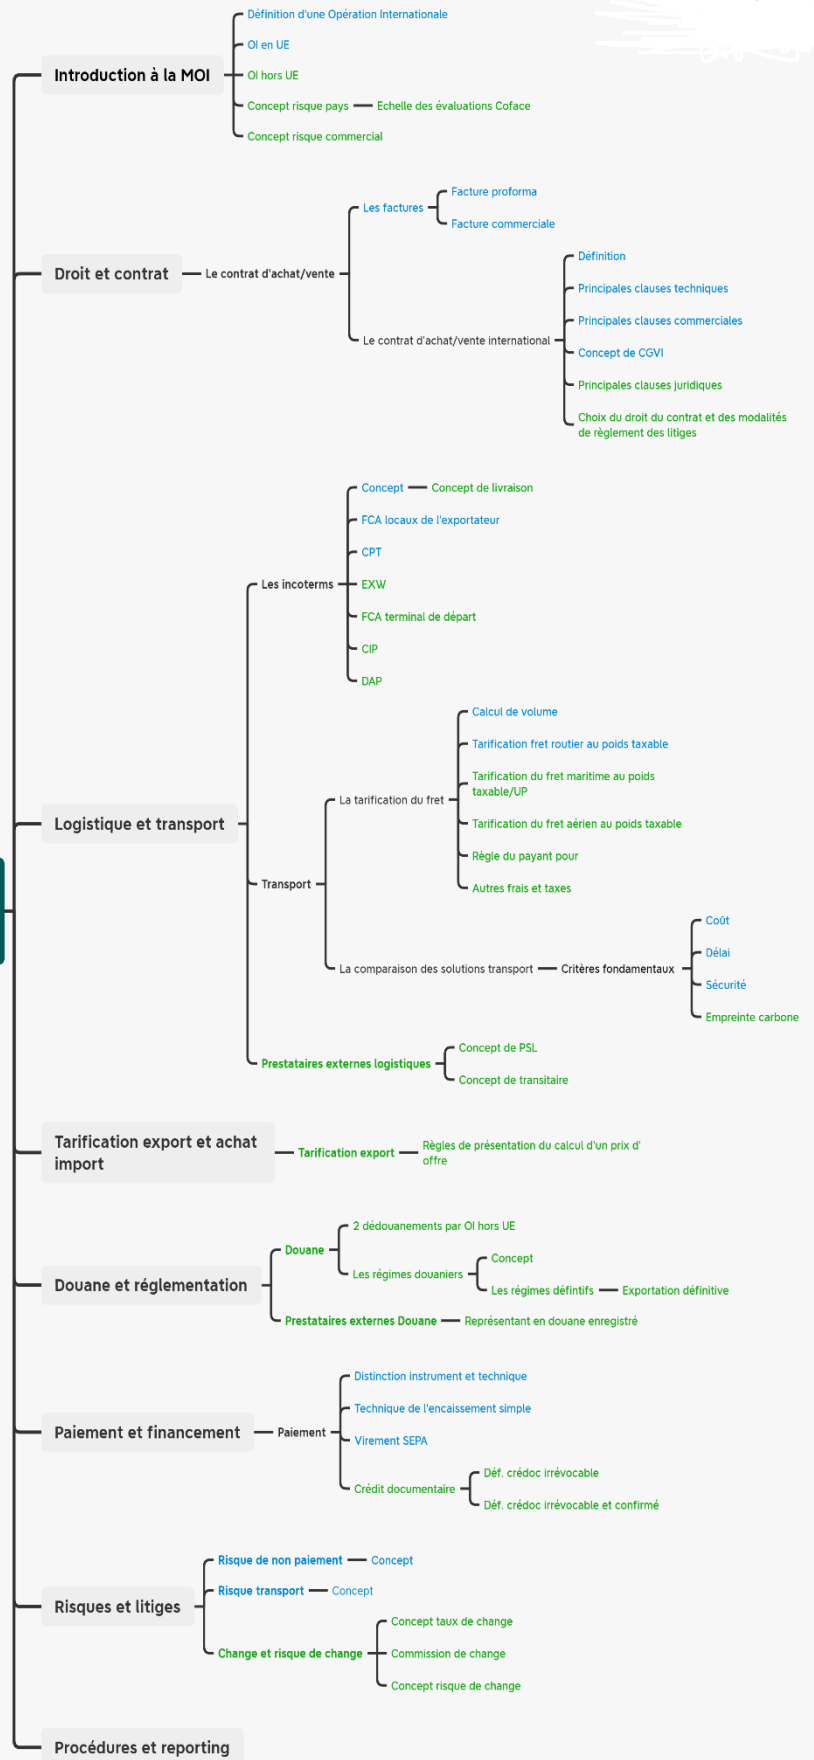 Introduction à la MOI
Définition d'une Opération Internationale
OI en UE
OI hors UE
Concept risque pays
Echelle des évaluations Coface
Concept risque commercial
Droit et contrat
Le contrat d'achat/vente
Les factures
Facture proforma
Facture commerciale
Le contrat d'achat/vente international
Définition
Principales clauses techniques
Principales clauses commerciales
Concept de CGVI
Principales clauses juridiques
Choix du droit du contrat et des modalités
de règlement des litiges
Logistique et transport
Les incoterms
Concept
Concept de livraison
FCA locaux de l'exportateur
CPT
EXW
FCA terminal de départ
CIP
DAP
Transport
La tarification du fret
Calcul de volume
Tarification fret routier au poids taxable
Tarification du fret maritime au poids
taxable/UP
Tarification du fret aérien au poids taxable
Règle du payant pour
Autres frais et taxes
La comparaison des solutions transport
Critères fondamentaux
Coût
Délai
Sécurité
Empreinte carbone
Prestataires externes logistiques
Concept de PSL
Concept de transitaire
Tarification export et achat
import
Tarification export
Règles de présentation du calcul d'un prix d'
offre
Douane et réglementation
Douane
2 dédouanements par OI hors UE
Les régimes douaniers
Concept
Les régimes défintifs
Exportation définitive
Prestataires externes Douane
Représentant en douane enregistré
Paiement et financement
Paiement
Distinction instrument et technique
Technique de l'encaissement simple
Virement SEPA
Crédit documentaire
Déf. crédoc irrévocable
Déf. crédoc irrévocable et confirmé
Risques et litiges
Risque de non paiement
Concept
Risque transport
Concept
Change et risque de change
Concept taux de change
Commission de change
Concept risque de change
Procédures et reporting